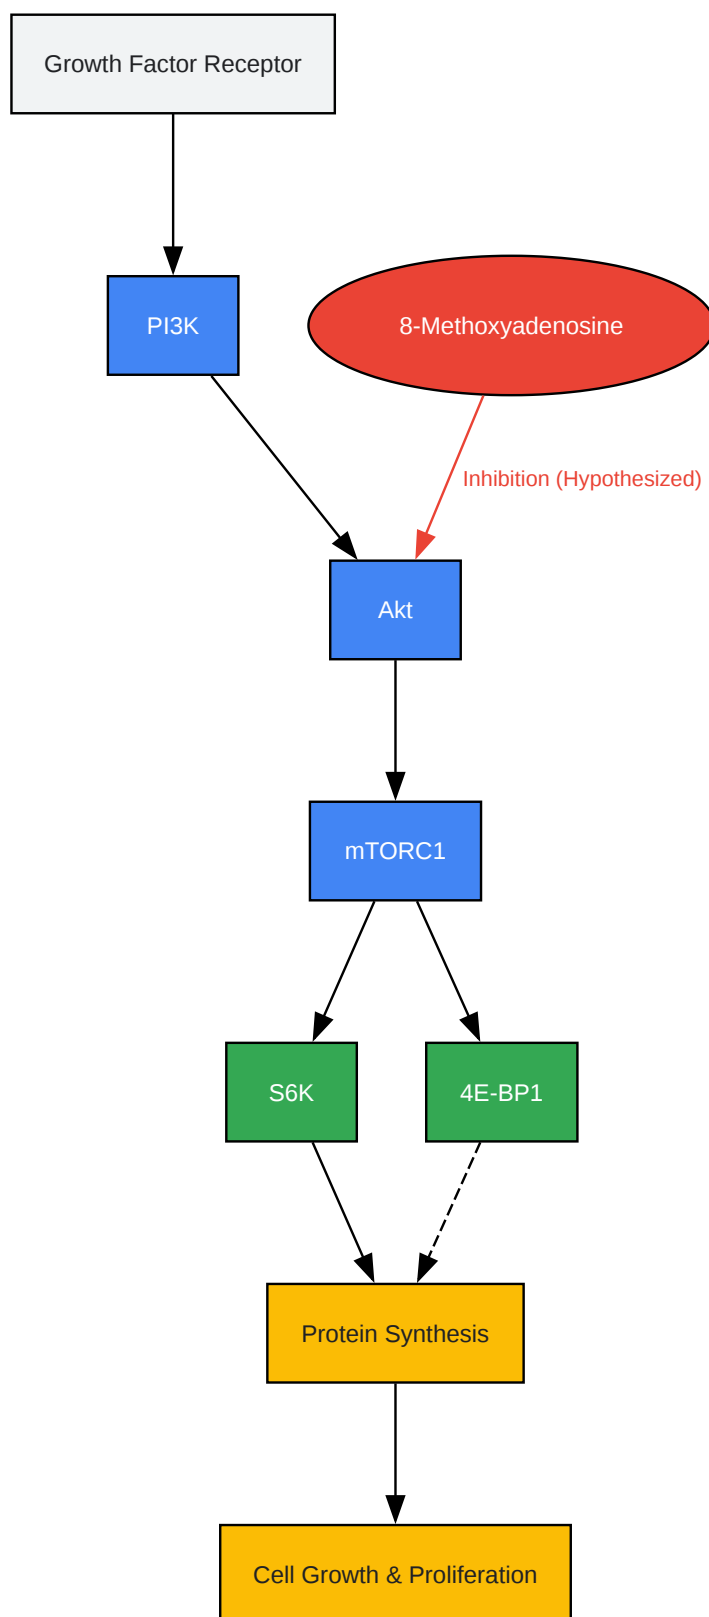 Growth Factor Receptor
PI3K
8-Methoxyadenosine
Inhibition (Hypothesized)
Akt
mTORC1
S6K
4E-BP1
Protein Synthesis
Cell Growth & Proliferation